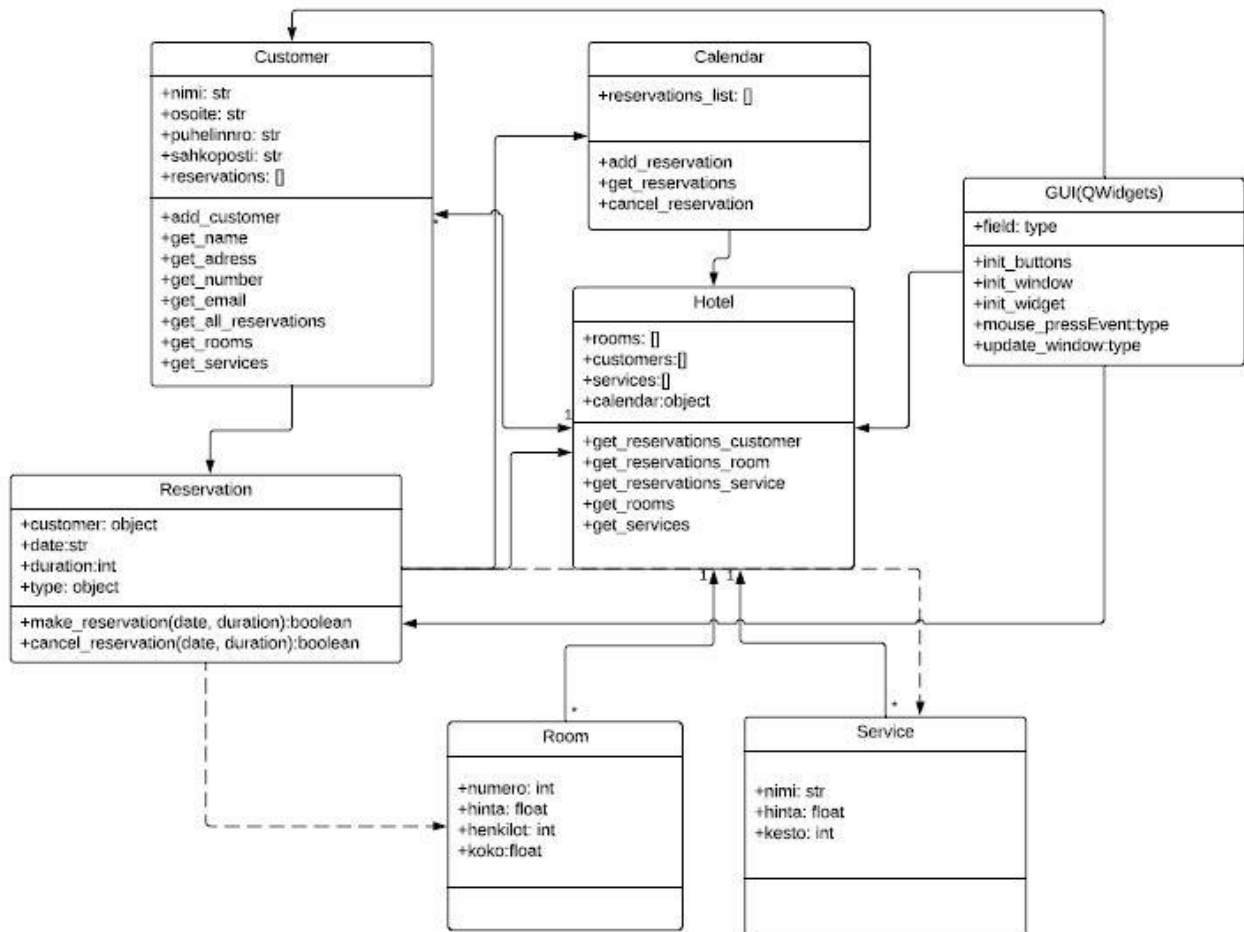 Customer
+nimi: str
+osoite: str
+puhelinnro: str
+sahkoposti: str
+reservations: []
+add_customer
+get_name
+get_adress
+get_number
+get_email
+get_all_reservations
+get_rooms
+get_services
*
Calendar
+reservations_list: []
+add_reservation
+get_reservations
+cancel_reservation
GUI(QWidgets)
+field: type
+init_buttons
+init_window
+init_widget
+mouse_pressEvent:type
+update_window:type
Hotel
+rooms: []
+customers:[]
+services:[]
+calendar:object
1
+get_reservations_customer
+get_reservations_room
+get_reservations_service
+get_rooms
+get_services
1
1
Reservation
+customer: object
+date:str
+duration:int
+type: object
+make_reservation(date, duration):boolean
+cancel_reservation(date, duration):boolean
*
Room
+numero: int
+hinta: float
+henkilot: int
+koko:float
*
Service
+nimi: str
+hinta: float
+kesto: int